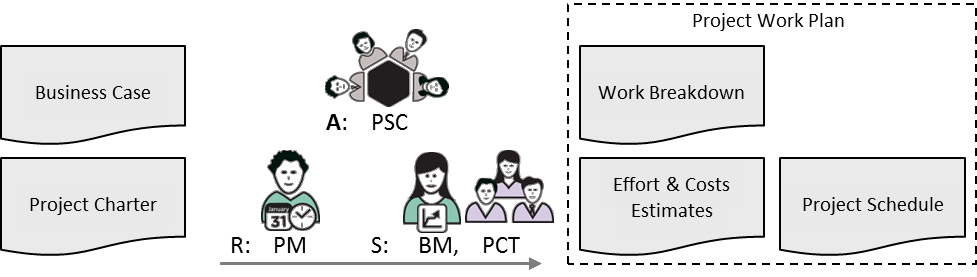 Project Work Plan
Business Case
Work Breakdown
A: PSC
Project Charter
January
31
Effort & Costs
Estimates
Project Schedule
R: PM
S: BM, PCT